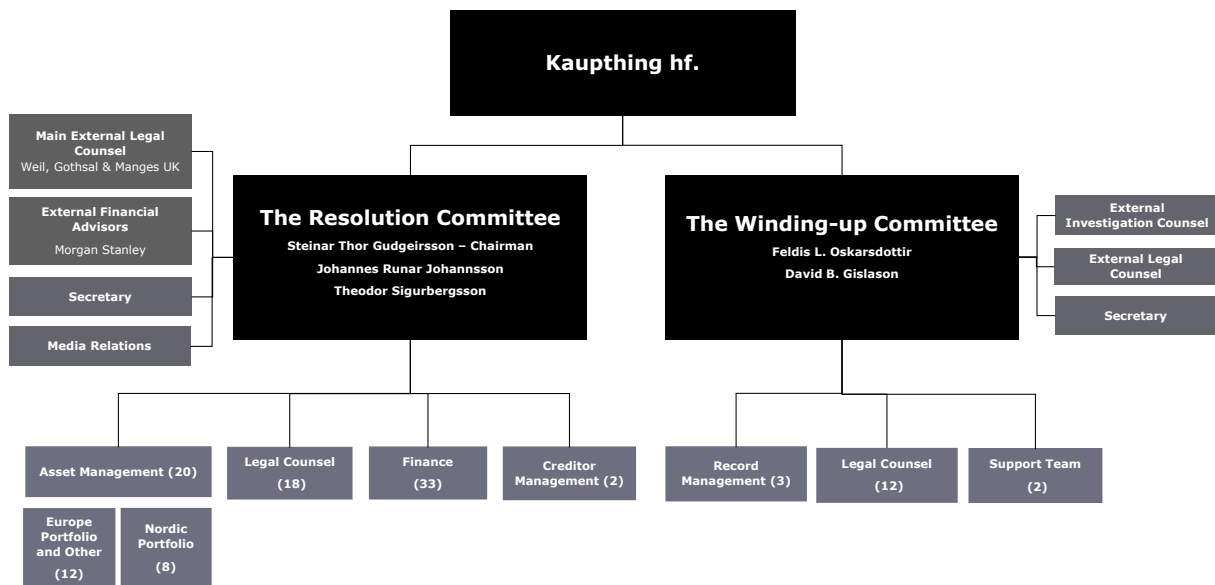 Kaupthing hf.
Main External Legal
Counsel
Weil, Gothsal & Manges UK
External Financial
Advisors
Morgan Stanley
Secretary
Media Relations
The Resolution Committee
Steinar Thor Gudgeirsson – Chairman
Johannes Runar Johannsson
Theodor Sigurbergsson
The Winding-up Committee
Feldis L. Oskarsdottir
David B. Gislason
External
Investigation Counsel
External Legal
Counsel
Secretary
Asset Management (20)
Legal Counsel
(18)
Finance
(33)
Creditor
Management (2)
Record
Management (3)
Legal Counsel
(12)
Support Team
(2)
Europe
Portfolio
and Other
(12)
Nordic
Portfolio
(8)